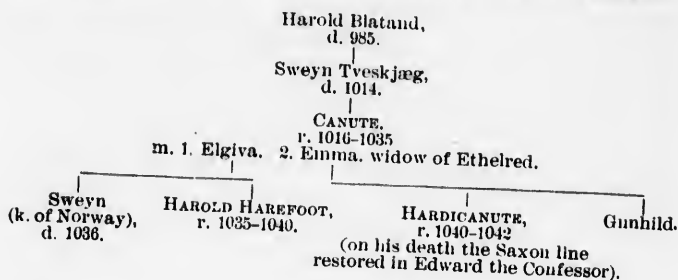 Harold Blatand,
d. 985.
Sweyn Tveskjæg,
d. 1014.
CANUTE.
r. 1016–1035
m. 1. Elgiva. 2. Emma. widow of Ethelred.
Sweyn
(k. of Norway),
d. 1036.
HAROLD HAREFOOT,
r. 1035–1040.
HARDICANUTE,
r. 1040–1042
(on his death the Saxon line
restored in Edward the Confessor).
Gunhild.